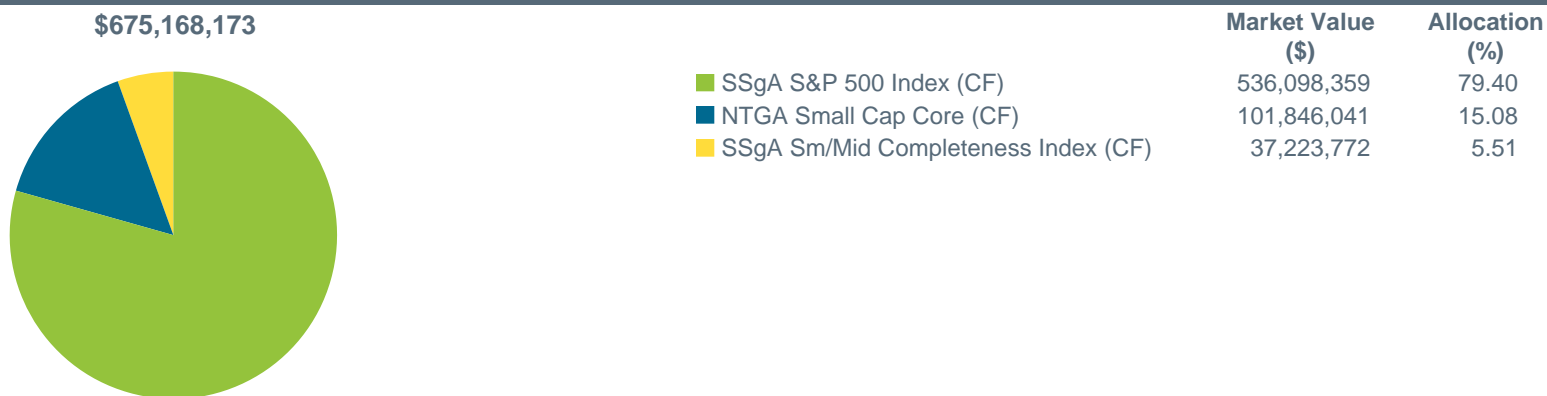 $675,168,173
Market Value Allocation
($) (%)
SSgA S&P 500 Index (CF) 536,098,359 79.40
NTGA Small Cap Core (CF) 101,846,041 15.08
SSgA Sm/Mid Completeness Index (CF) 37,223,772 5.51